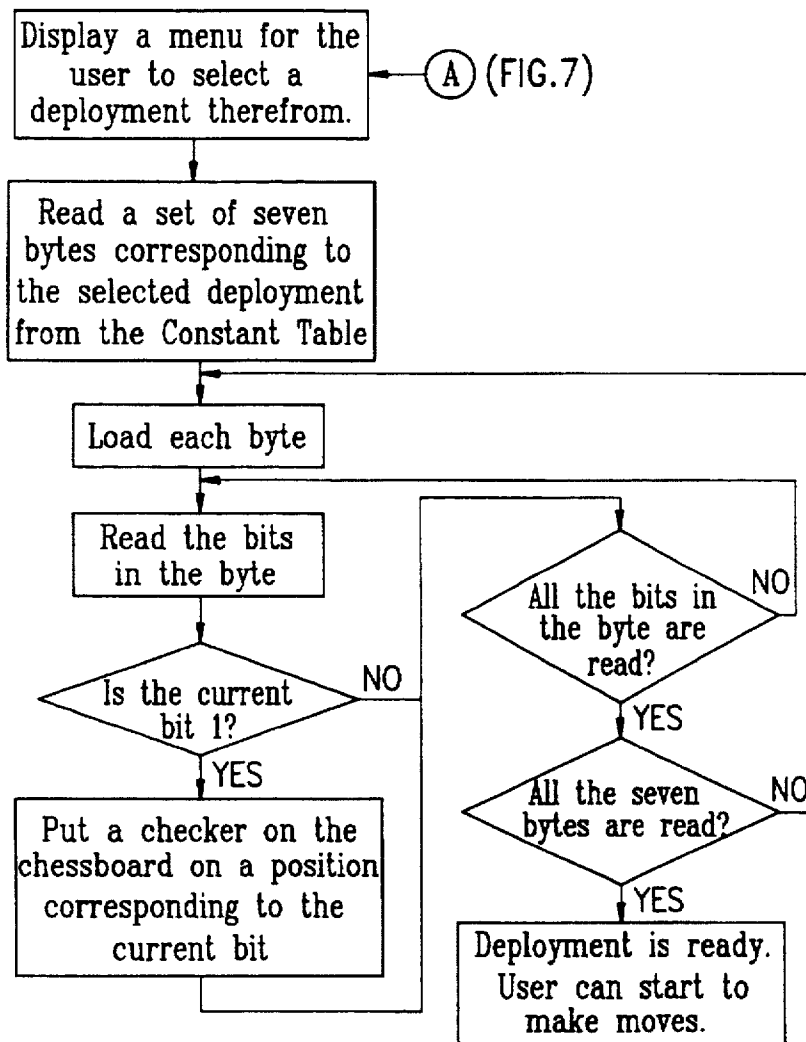 Display a menu for the
user to select a
deployment therefrom.
A (FIG.7)
Read a set of seven
bytes corresponding to
the selected deployment
from the Constant Table
Load each byte
Read the bits
in the byte
Is the current
bit 1?
NO
YES
Put a checker on the
chessboard on a position
corresponding to the
current bit
All the bits in
the byte are
read?
NO
YES
All the seven
bytes are read?
NO
YES
Deployment is ready.
User can start to
make moves.